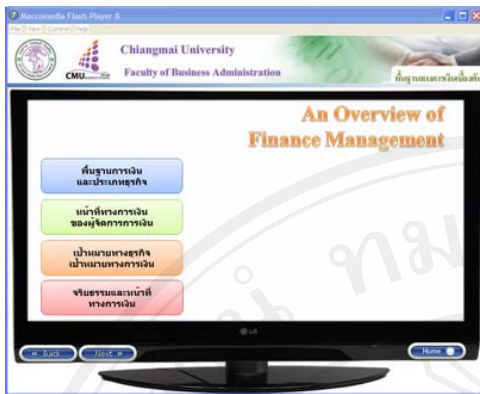 Macromedia Flash Player 8
File View Control Help
Chiangmai University
Faculty of Business Administration
CMU
An Overview of
Finance Management
พื้นฐานการเงิน
และประเภทธุรกิจ
หน้าที่ทางการเงิน
ของผู้จัดการการเงิน
เป้าหมายทางธุรกิจ
เป้าหมายทางการเงิน
จริยธรรมและหน้าที่
ทางการเงิน
LG
Back
Next
Home